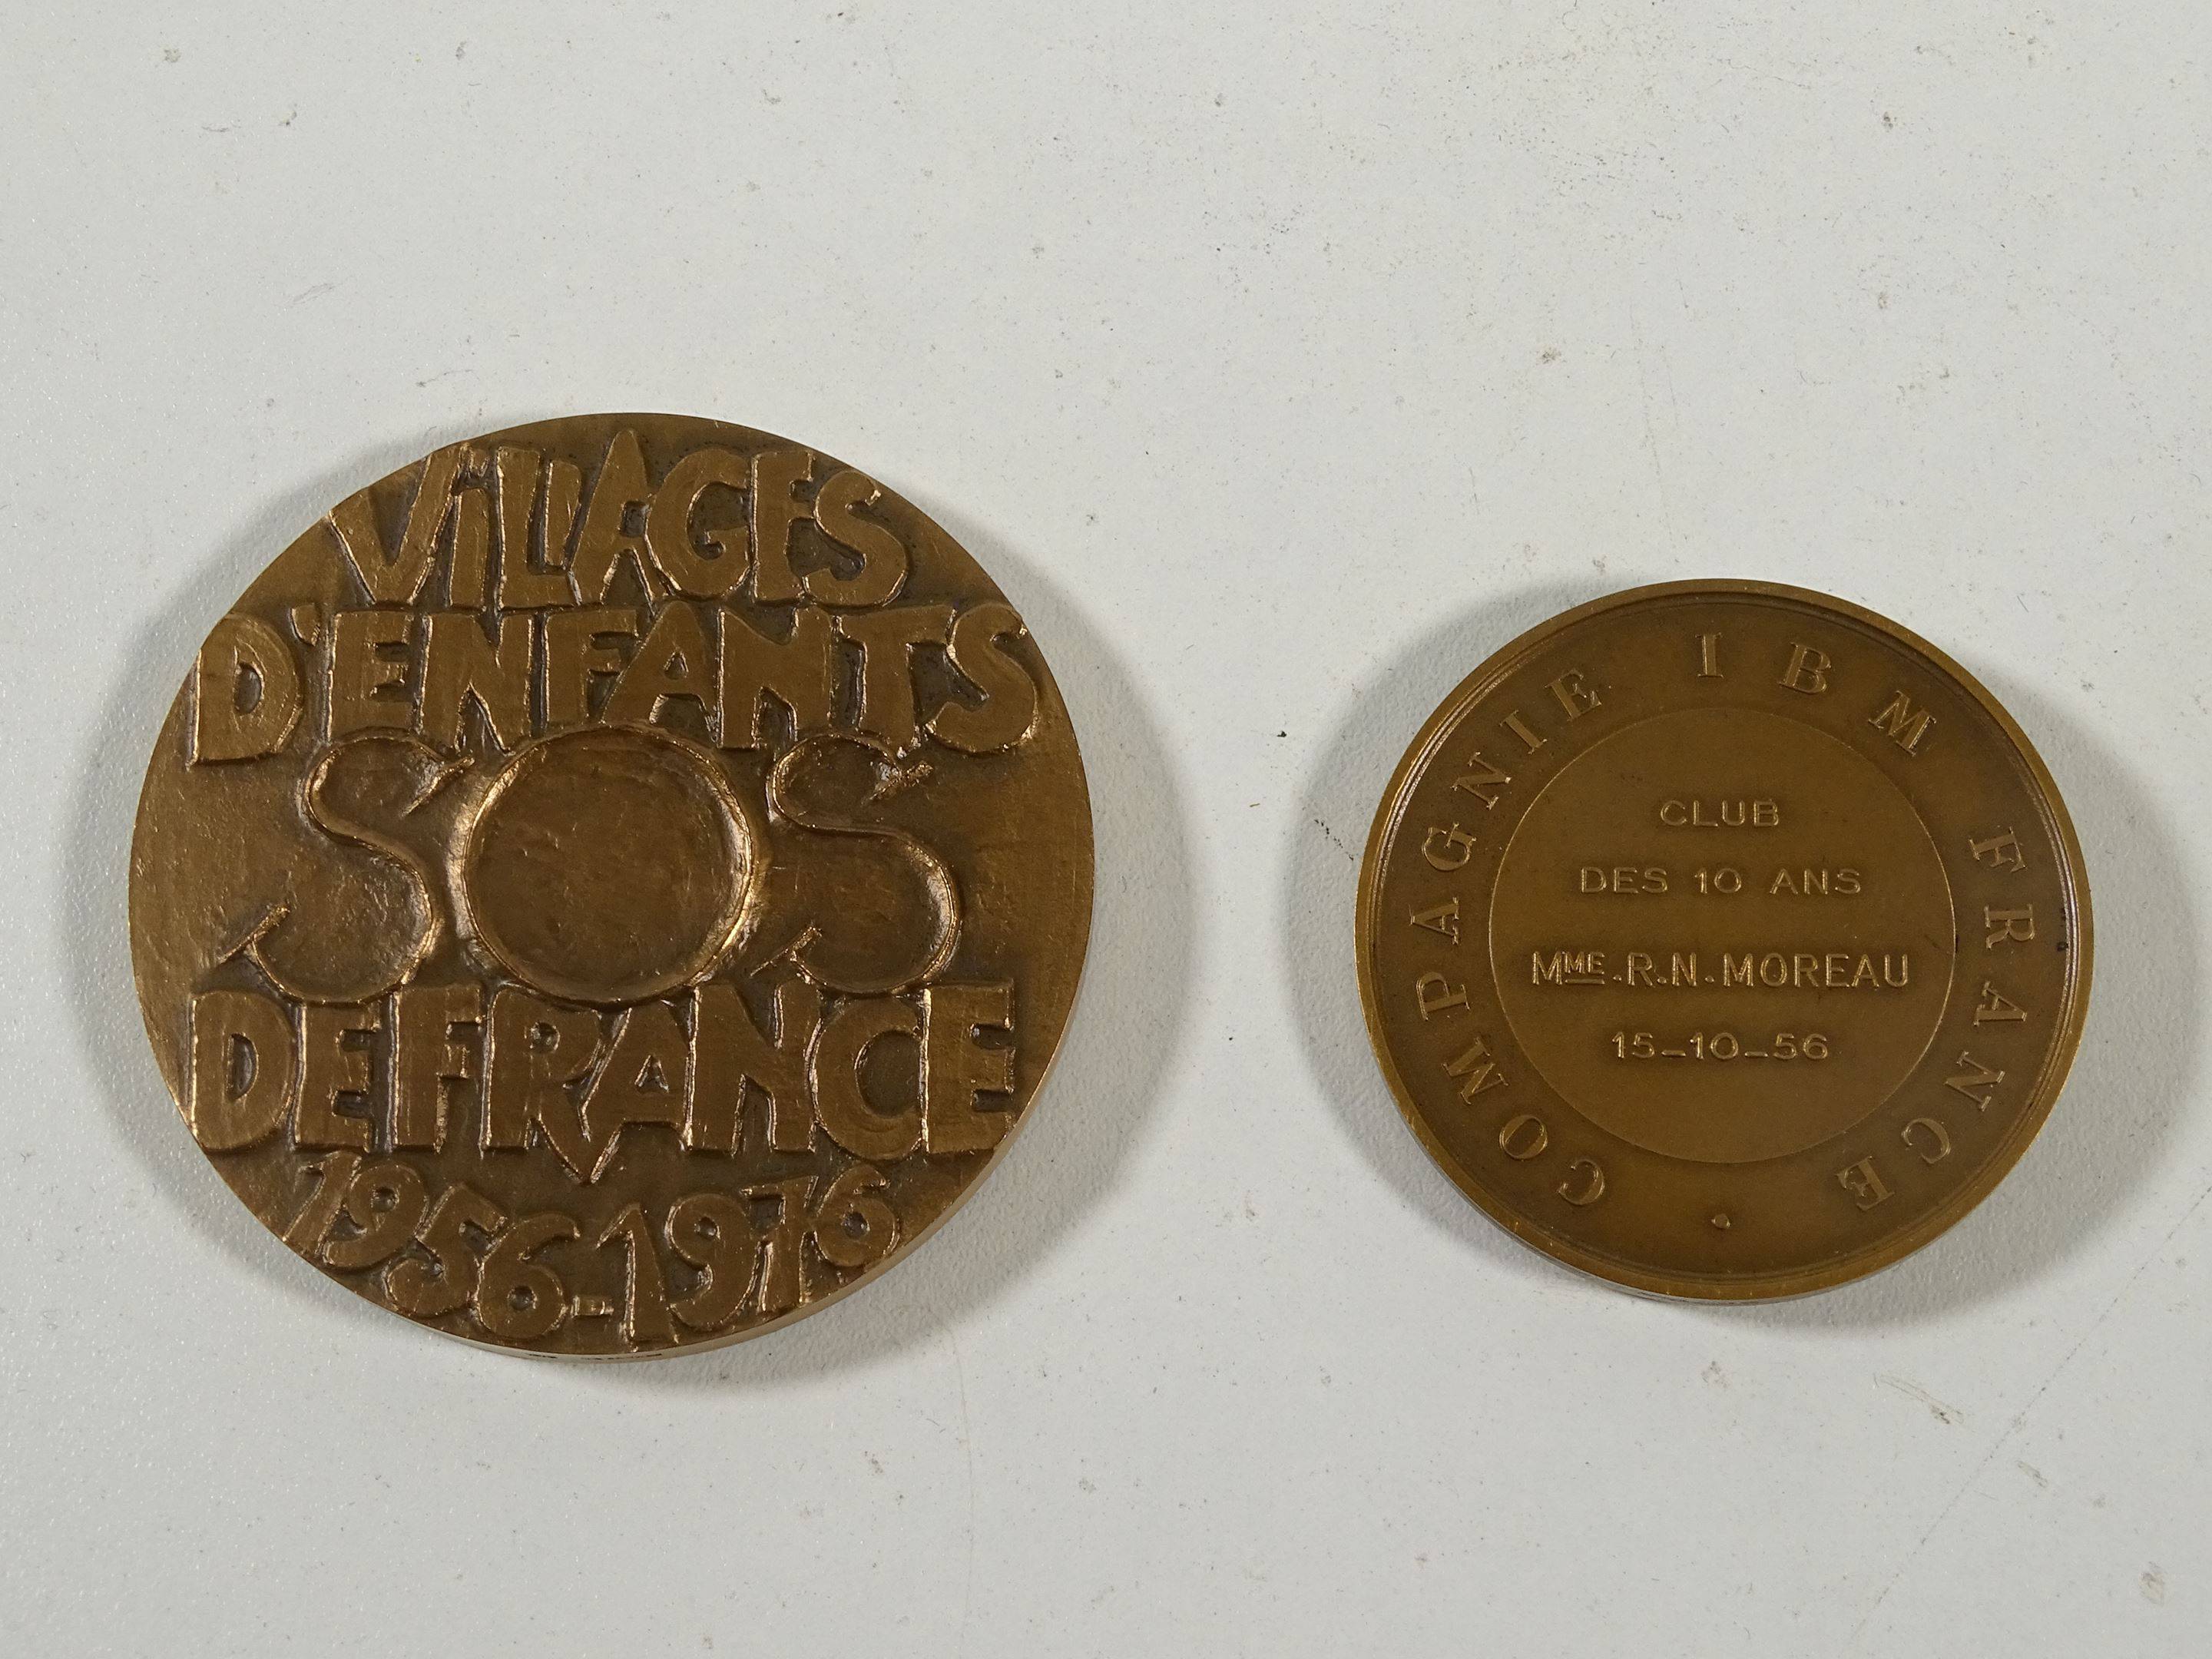 ViLLAGES
D'ENFANTS
SOS
DE FRANCE
1956-1976
COMPAGNIE IBM FRANCE
CLUB
DES 10 ANS
MME.R.N.MOREAU
15-10-56